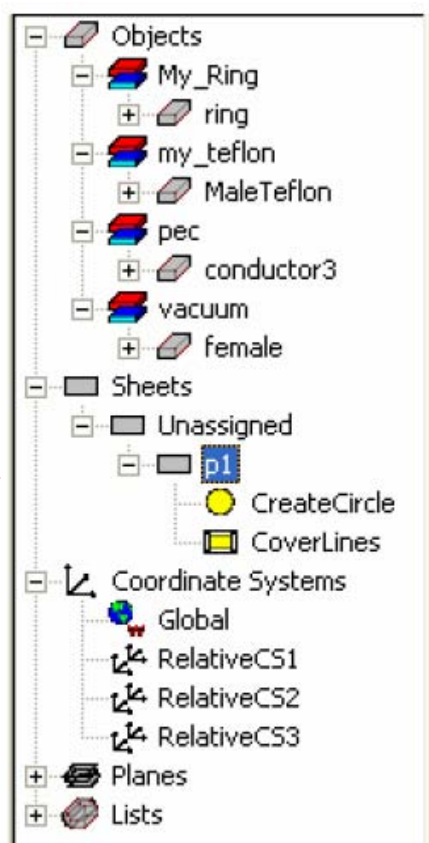 Objects
My_Ring
ring
my_teflon
MaleTeflon
pec
conductor3
vacuum
female
Sheets
Unassigned
p1
CreateCircle
CoverLines
Coordinate Systems
Global
RelativeCS1
RelativeCS2
RelativeCS3
Planes
Lists